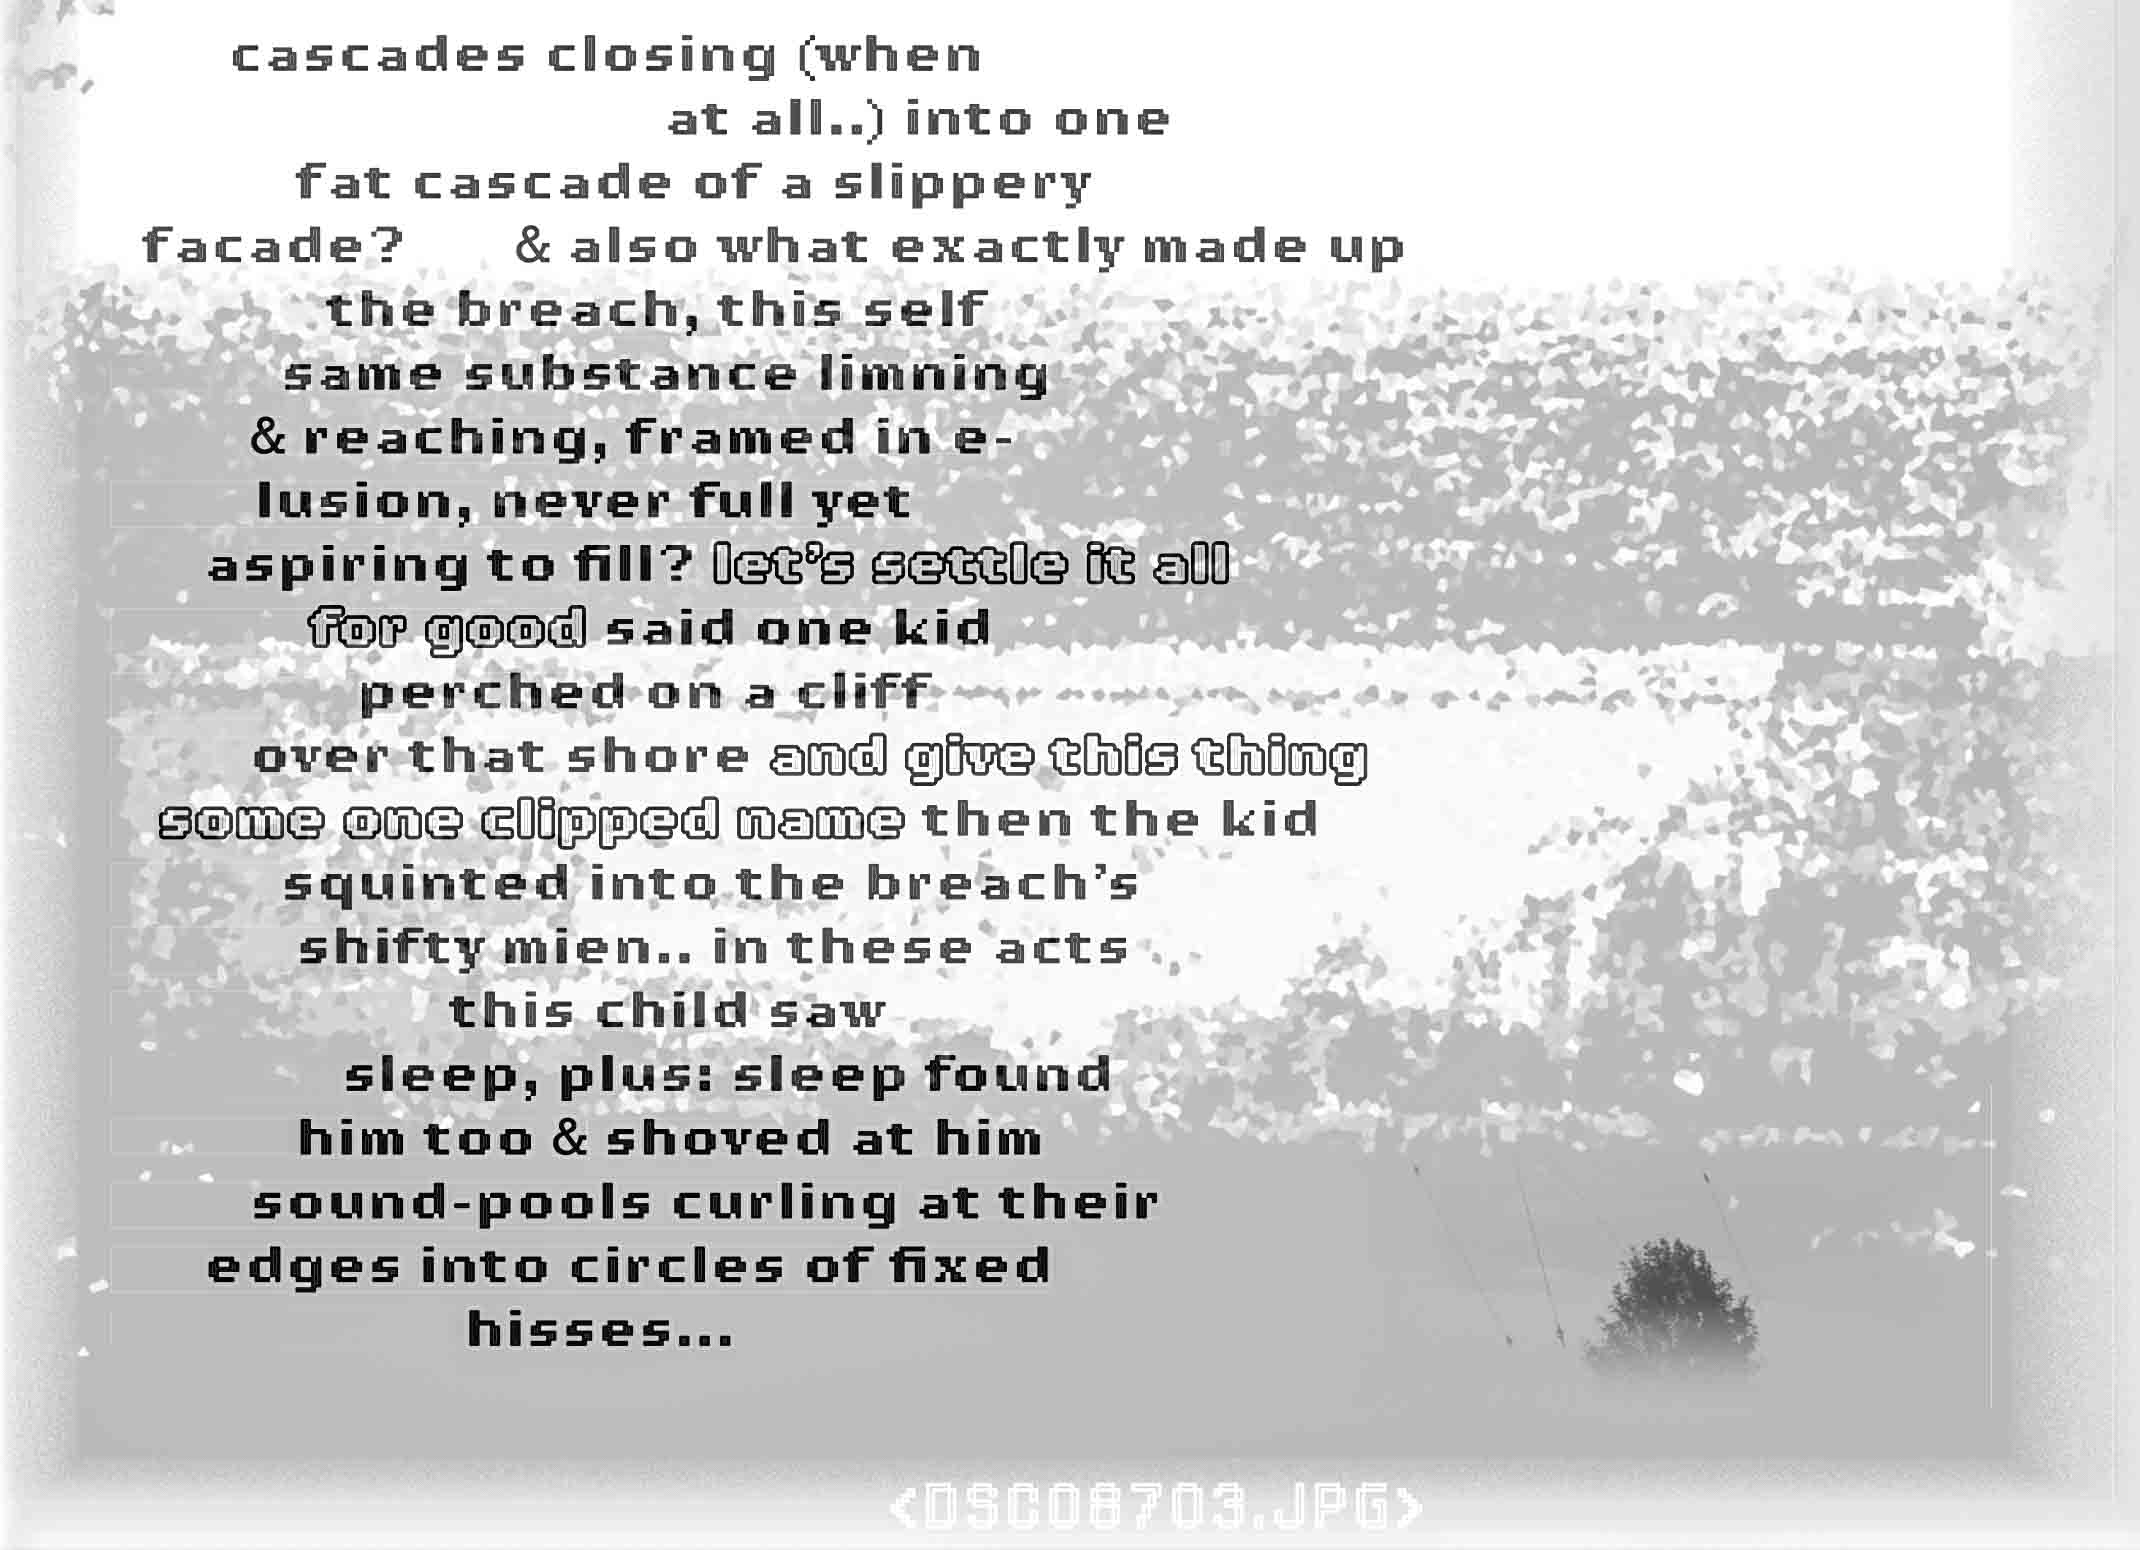 cascades closing (when
at all..) into one
fat cascade of a slippery
facade? & also what exactly made up
the breach, this self
same substance limning
& reaching, framed in e-
lusion, never full yet
aspiring to fill? let's settle it all
for good said one kid
perched on a cliff
over that shore and give this thing
some one clipped name then the kid
squinted into the breach's
shifty mien.. in these acts
this child saw
sleep, plus: sleep found
him too & shoved at him
sound-pools curling at their
edges into circles of fixed
hisses...
<DSC08703.JPG>